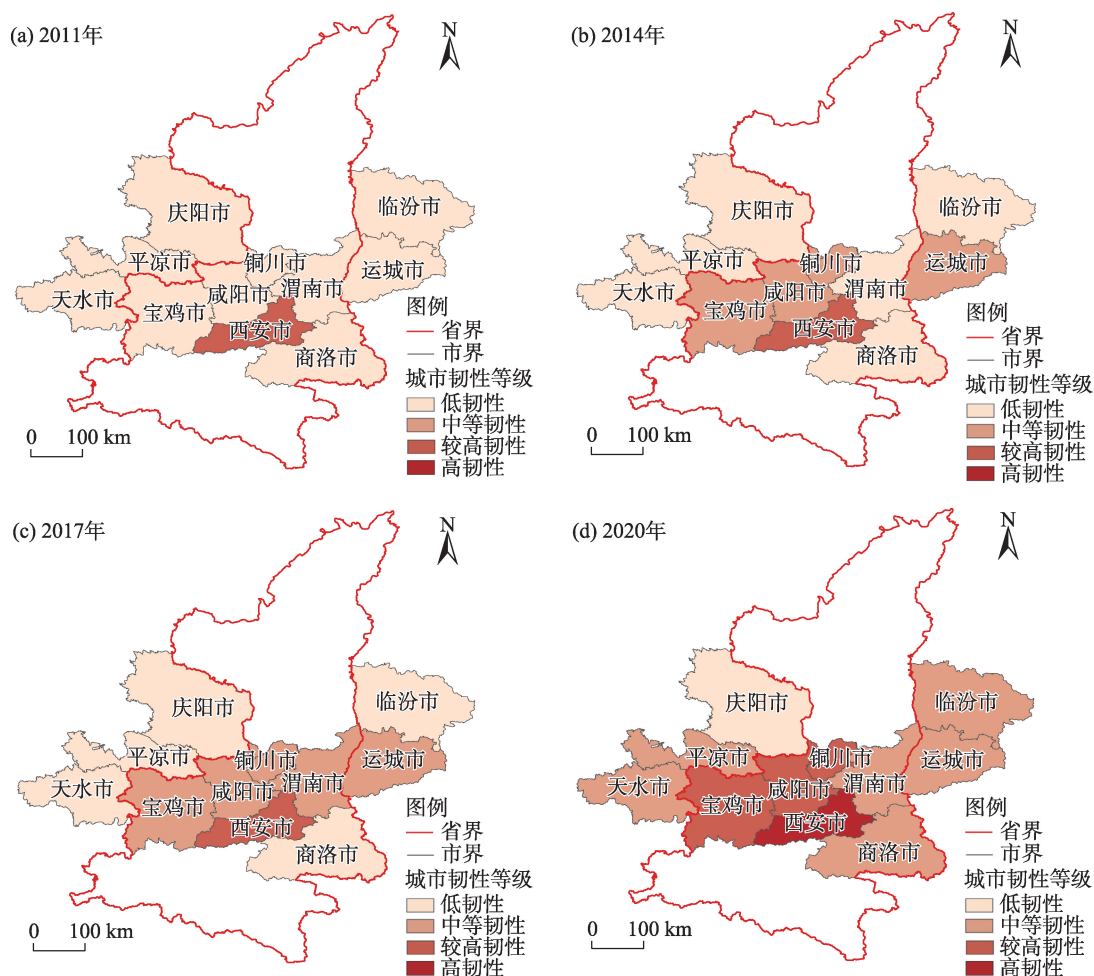 (a) 2011年
N
庆阳市
临汾市
平凉市
铜川市
运城市
天水市
宝鸡市
咸阳市
渭南市
西安市
商洛市
图例
省界
市界
城市韧性等级
低韧性
中等韧性
较高韧性
高韧性
0 100 km
(b) 2014年
N
庆阳市
临汾市
平凉市
铜川市
运城市
天水市
宝鸡市
咸阳市
渭南市
西安市
商洛市
图例
省界
市界
城市韧性等级
低韧性
中等韧性
较高韧性
高韧性
0 100 km
(c) 2017年
N
庆阳市
临汾市
平凉市
铜川市
运城市
天水市
宝鸡市
咸阳市
渭南市
西安市
商洛市
图例
省界
市界
城市韧性等级
低韧性
中等韧性
较高韧性
高韧性
0 100 km
(d) 2020年
N
庆阳市
临汾市
平凉市
铜川市
运城市
天水市
宝鸡市
咸阳市
渭南市
西安市
商洛市
图例
省界
市界
城市韧性等级
低韧性
中等韧性
较高韧性
高韧性
0 100 km